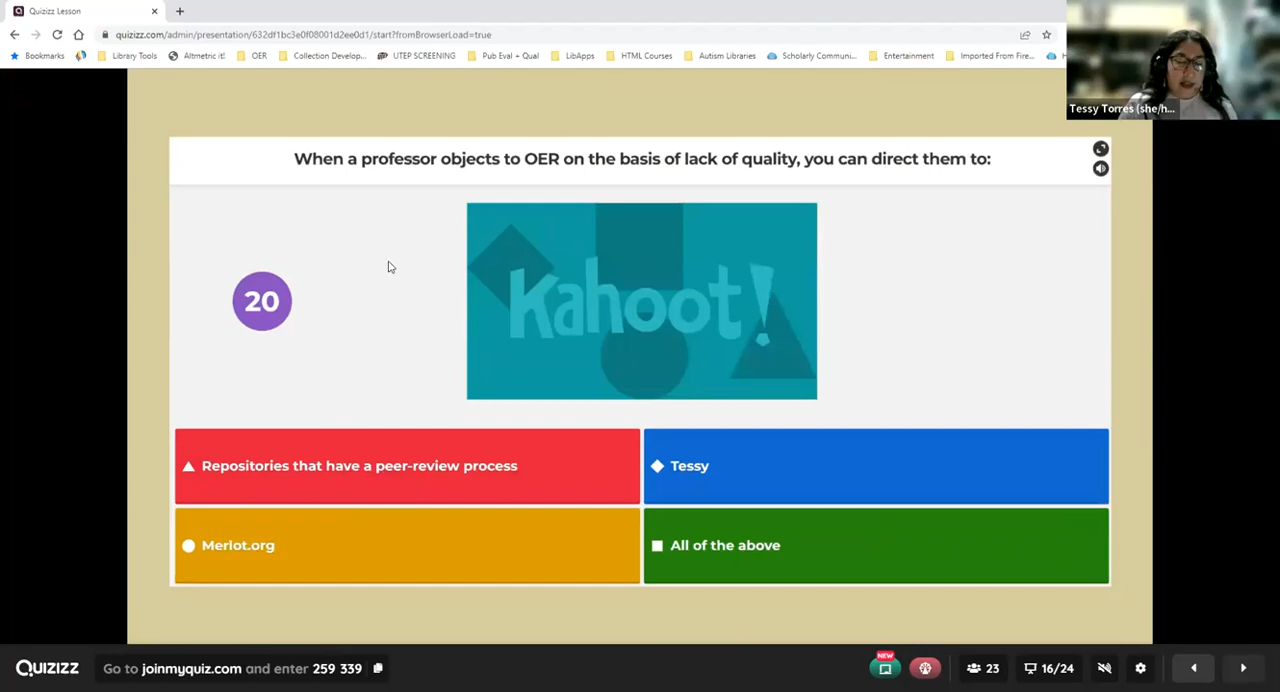 Quizizz Lesson
quizizz.com/admin/presentation/632df1bc3e0f08001d2ee0d1/start?fromBrowserLoad=true
Bookmarks Library Tools Altmetric it! OER Collection Develop... UTEP SCREENING Pub Eval + Qual LibApps HTML Courses Autism Libraries Scholarly Communi... Entertainment Imported From Fire...
Tessy Torres (she/h...
When a professor objects to OER on the basis of lack of quality, you can direct them to:
20
Kahoot!
Repositories that have a peer-review process
Tessy
Merlot.org
All of the above
QUIZIZZ Go to joinmyquiz.com and enter 259 339 NEW 23 16/24